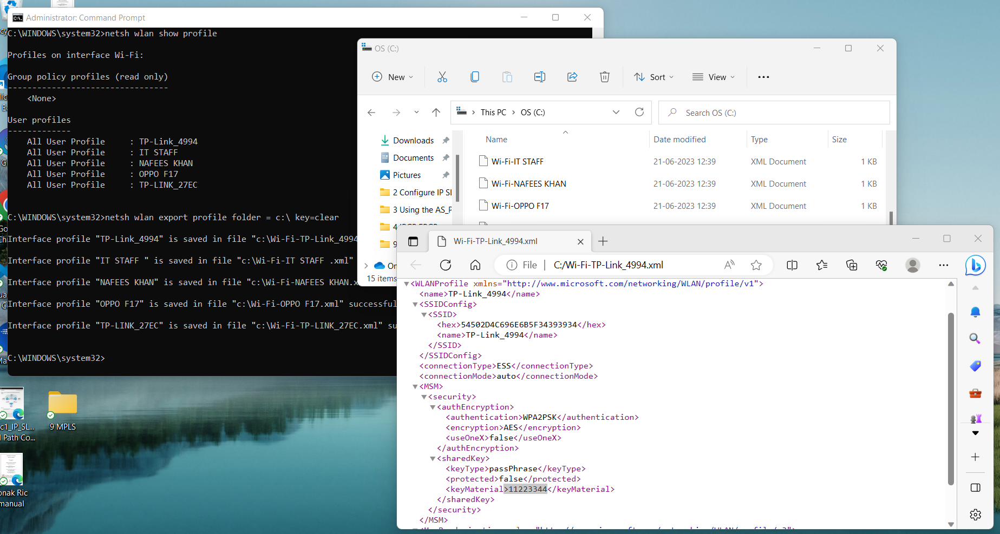 Administrator: Command Prompt
C:\WINDOWS\system32>netsh wlan show profile
Profiles on interface Wi-Fi:
Group policy profiles (read only)
---------------------------------
<None>
User profiles
-------------
All User Profile     : TP-Link_4994
All User Profile     : IT STAFF
All User Profile     : NAFEES KHAN
All User Profile     : OPPO F17
All User Profile     : TP-LINK_27EC
C:\WINDOWS\system32>netsh wlan export profile folder = c:\ key=clear
Interface profile "TP-Link_4994" is saved in file "c:\Wi-Fi-TP-Link_4994
Interface profile "IT STAFF " is saved in file "c:\Wi-Fi-IT STAFF .xml"
Interface profile "NAFEES KHAN" is saved in file "c:\Wi-Fi-NAFEES KHAN.x
Interface profile "OPPO F17" is saved in file "c:\Wi-Fi-OPPO F17.xml" successful
Interface profile "TP-LINK_27EC" is saved in file "c:\Wi-Fi-TP-LINK_27EC.xml" su
C:\WINDOWS\system32>
OS (C:)
New
Sort
View
This PC > OS (C:)
Search OS (C:)
Downloads
Documents
Pictures
2 Configure IP SL
3 Using the AS_P
9
On
15 items
Name Date modified Type Size
Wi-Fi-IT STAFF 21-06-2023 12:39 XML Document 1 KB
Wi-Fi-NAFEES KHAN 21-06-2023 12:39 XML Document 1 KB
Wi-Fi-OPPO F17 21-06-2023 12:39 XML Document 1 KB
Wi-Fi-TP-Link_4994.xml
File | C:/Wi-Fi-TP-Link_4994.xml
<WLANProfile xmlns="http://www.microsoft.com/networking/WLAN/profile/v1">
<name>TP-Link_4994</name>
<SSIDConfig>
<SSID>
<hex>54502D4C696E6B5F34393934</hex>
<name>TP-Link_4994</name>
</SSID>
</SSIDConfig>
<connectionType>ESS</connectionType>
<connectionMode>auto</connectionMode>
<MSM>
<security>
<authEncryption>
<authentication>WPA2PSK</authentication>
<encryption>AES</encryption>
<useOneX>false</useOneX>
</authEncryption>
<sharedKey>
<keyType>passPhrase</keyType>
<protected>false</protected>
<keyMaterial>11223344</keyMaterial>
</sharedKey>
</security>
</MSM>
9 MPLS
c1_IP_SL...
l Path Co...
onak Ric
manual